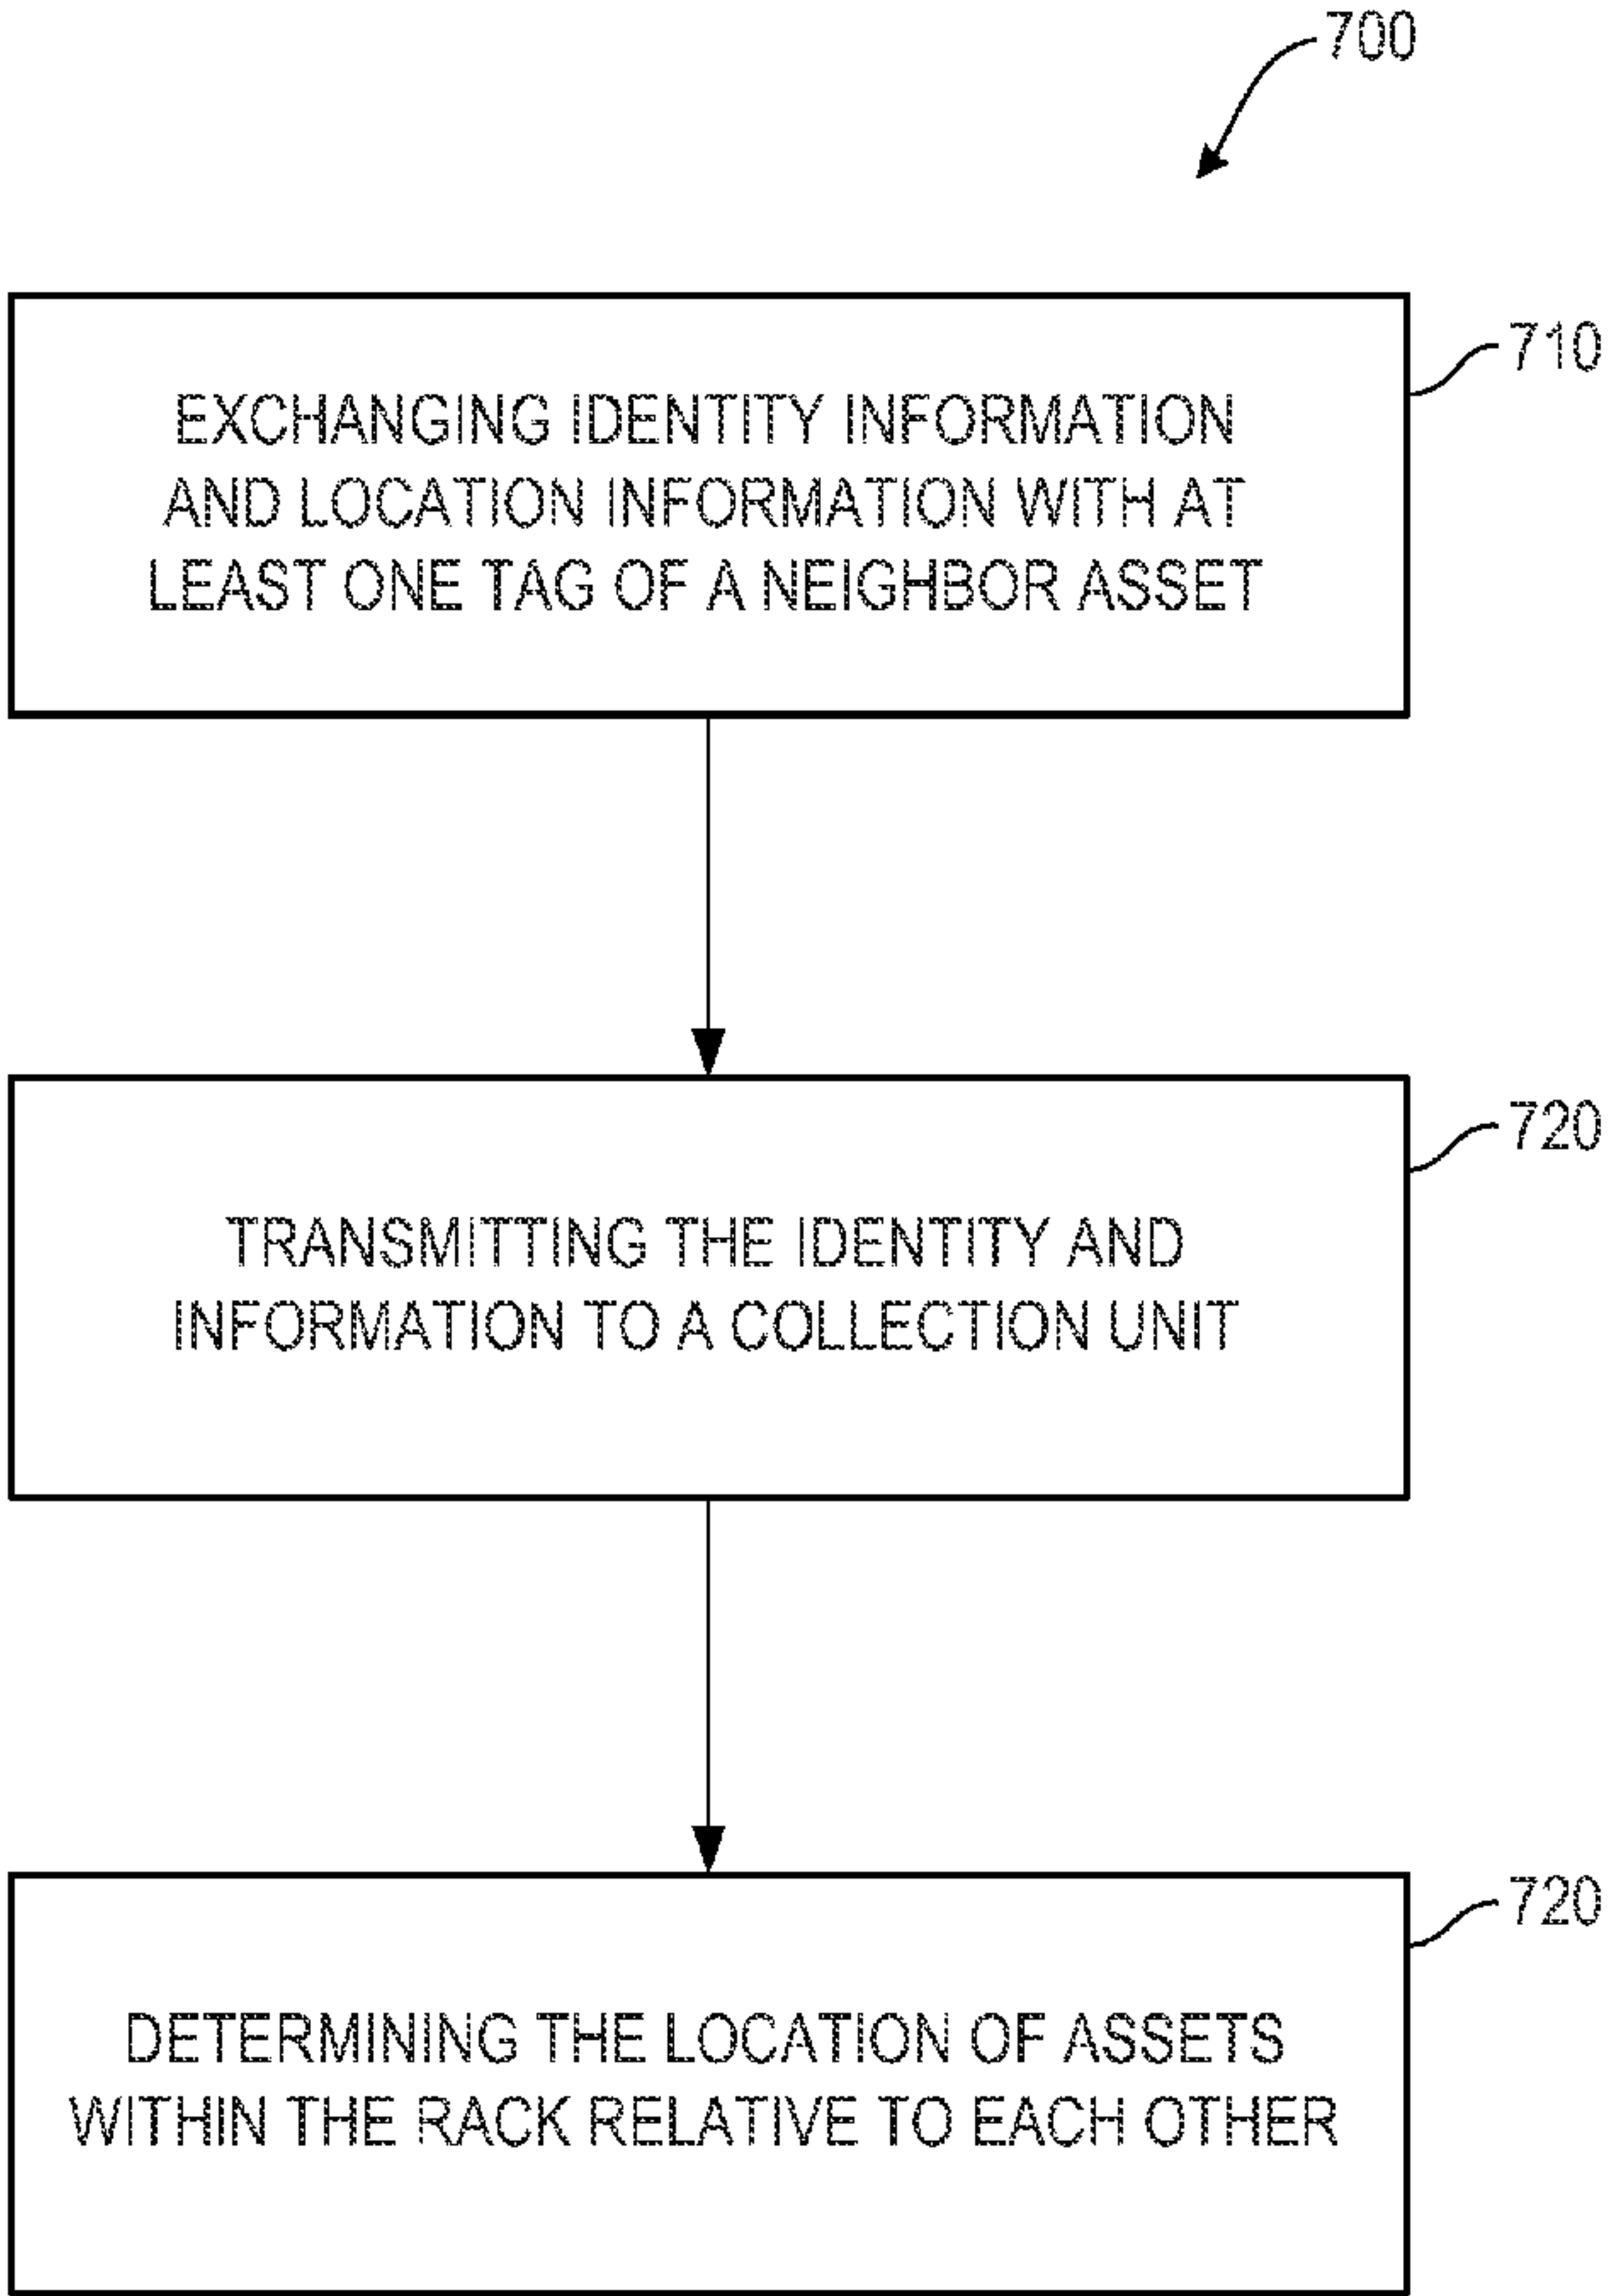 700
710
EXCHANGING IDENTITY INFORMATION
AND LOCATION INFORMATION WITH AT
LEAST ONE TAG OF A NEIGHBOR ASSET
720
TRANSMITTING THE IDENTITY AND
INFORMATION TO A COLLECTION UNIT
720
DETERMINING THE LOCATION OF ASSETS
WITHIN THE RACK RELATIVE TO EACH OTHER